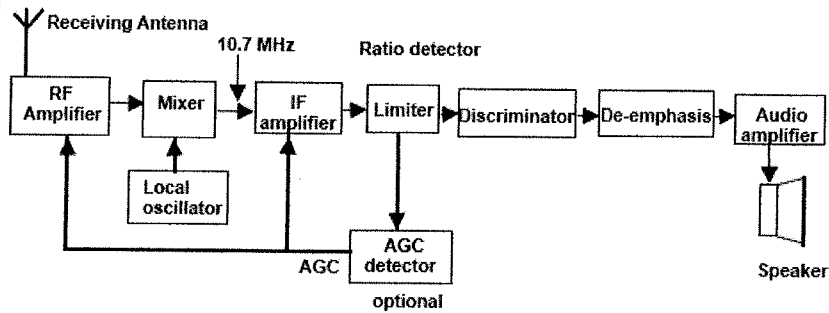 Receiving Antenna
10.7 MHz
Ratio detector
RF
Amplifier
Mixer
IF
amplifier
Limiter
Discriminator
De-emphasis
Audio
amplifier
Local
oscillator
AGC
AGC
detector
optional
Speaker